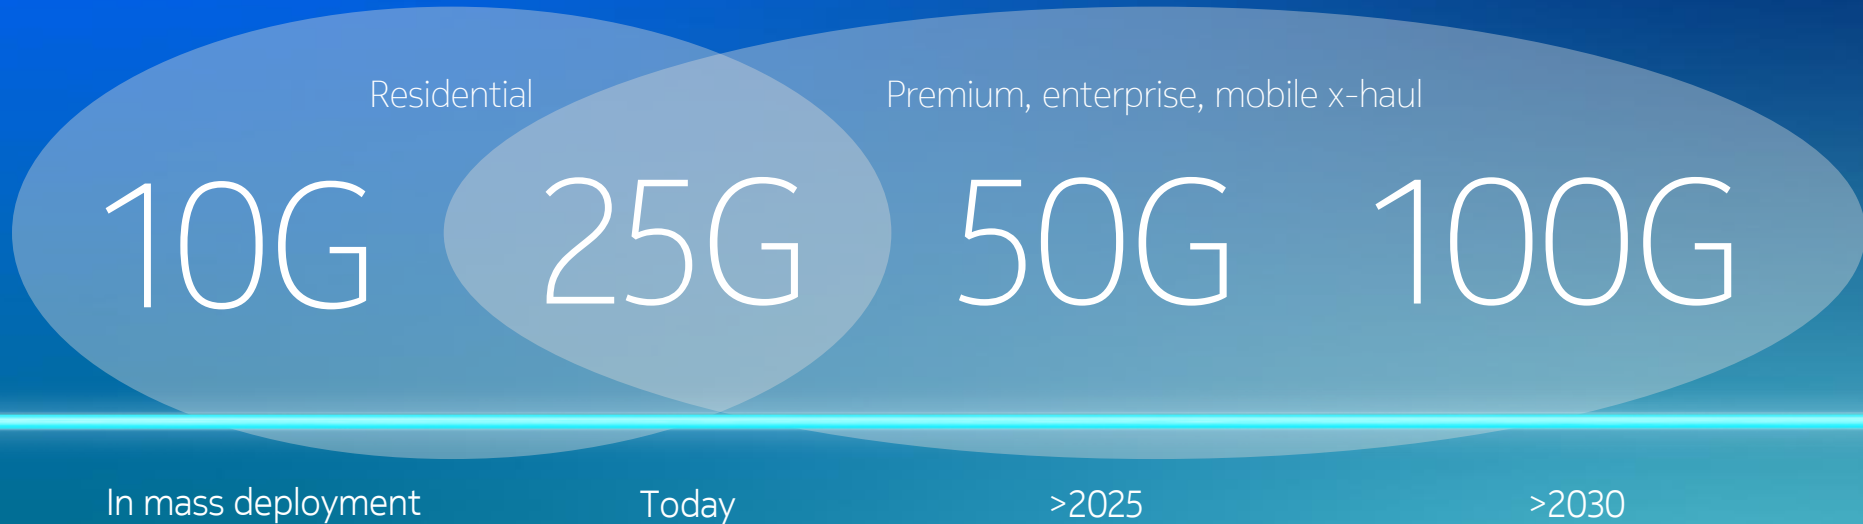 Residential Premium, enterprise, mobile x-haul
10G 25G 50G 100G
In mass deployment Today >2025 >2030